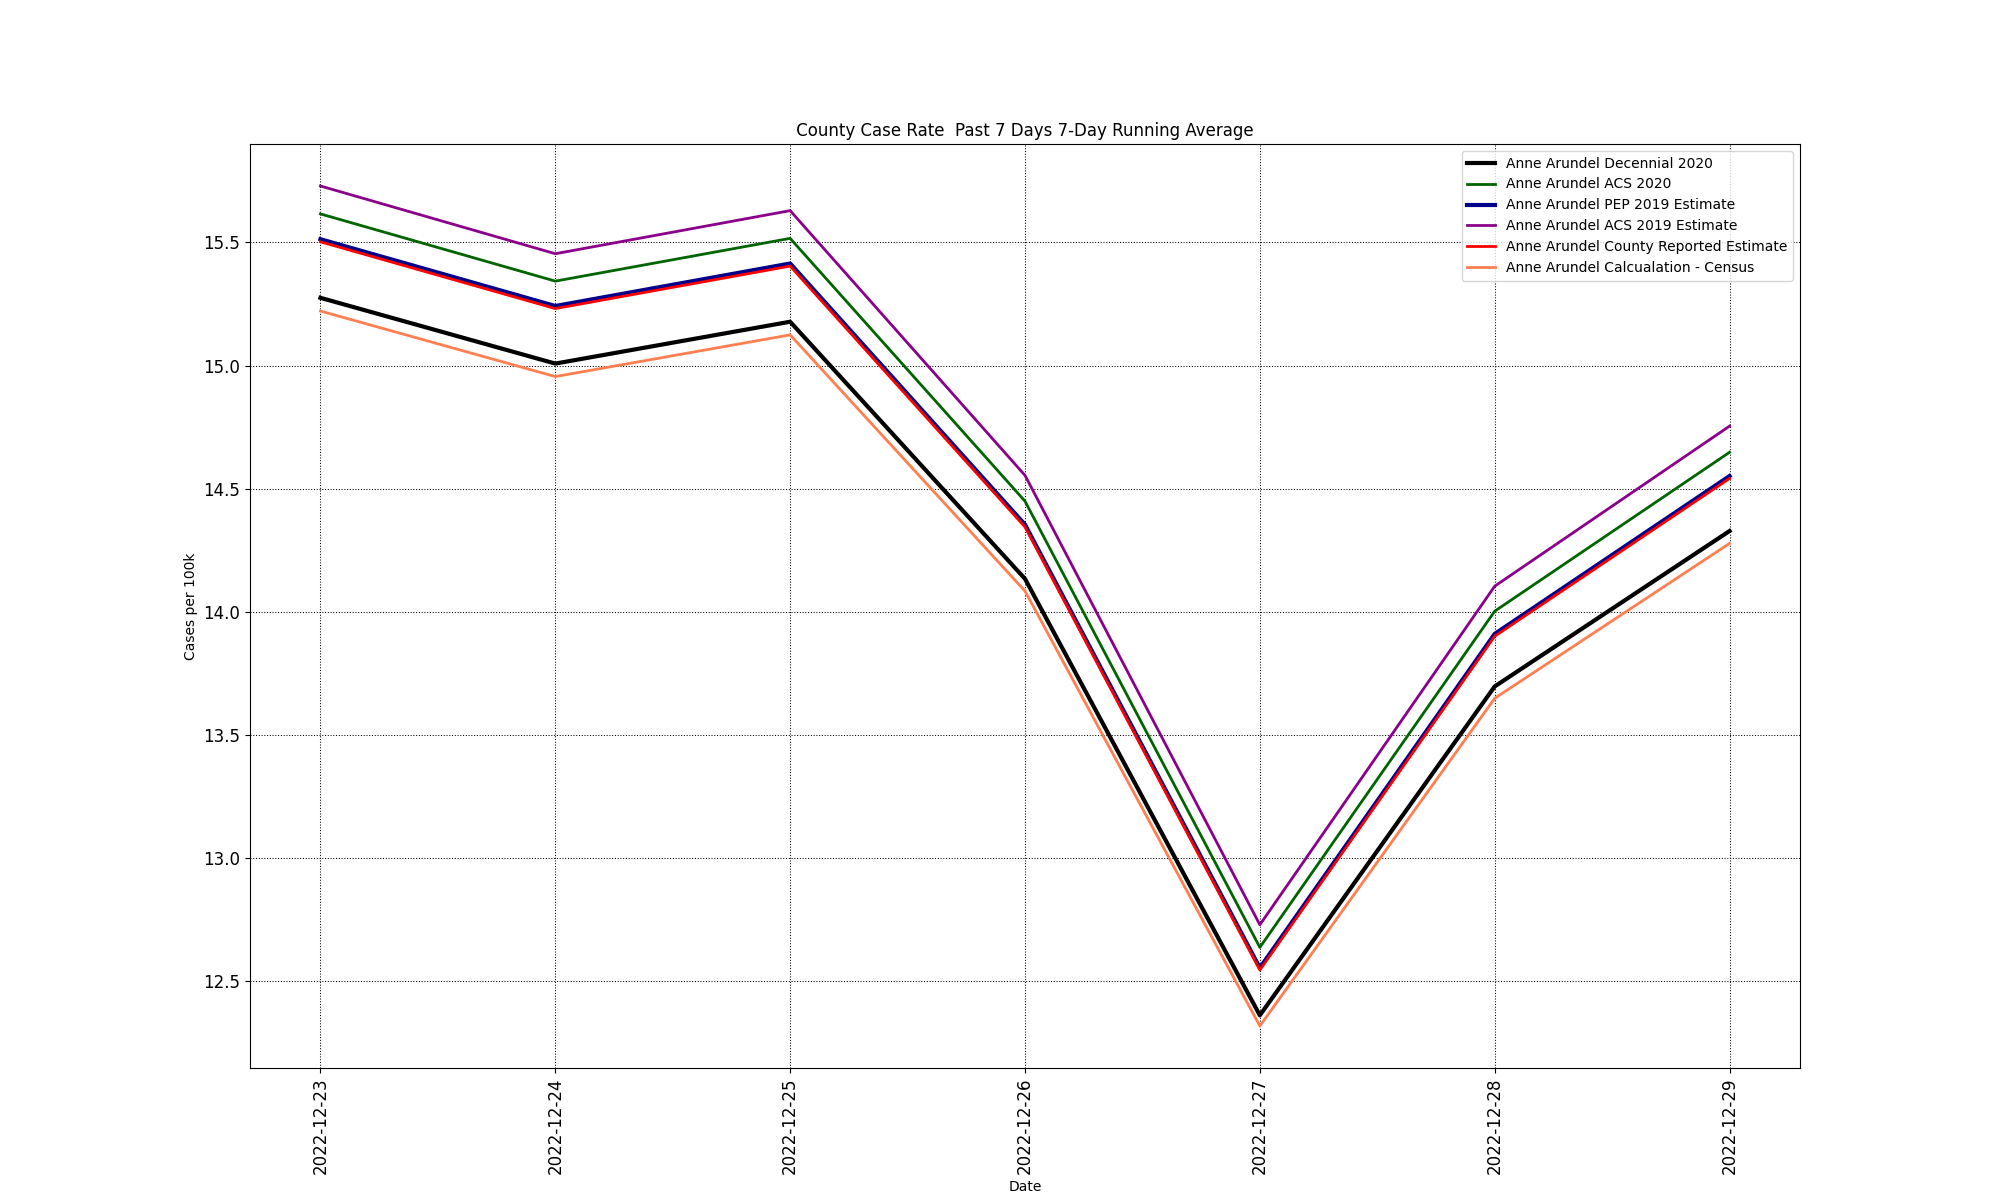 County Case Rate  Past 7 Days 7-Day Running Average
Anne Arundel Decennial 2020
Anne Arundel ACS 2020
Anne Arundel PEP 2019 Estimate
Anne Arundel ACS 2019 Estimate
Anne Arundel County Reported Estimate
Anne Arundel Calcualation - Census
Cases per 100k
15.5
15.0
14.5
14.0
13.5
13.0
12.5
2022-12-23
2022-12-24
2022-12-25
2022-12-26
2022-12-27
2022-12-28
2022-12-29
Date